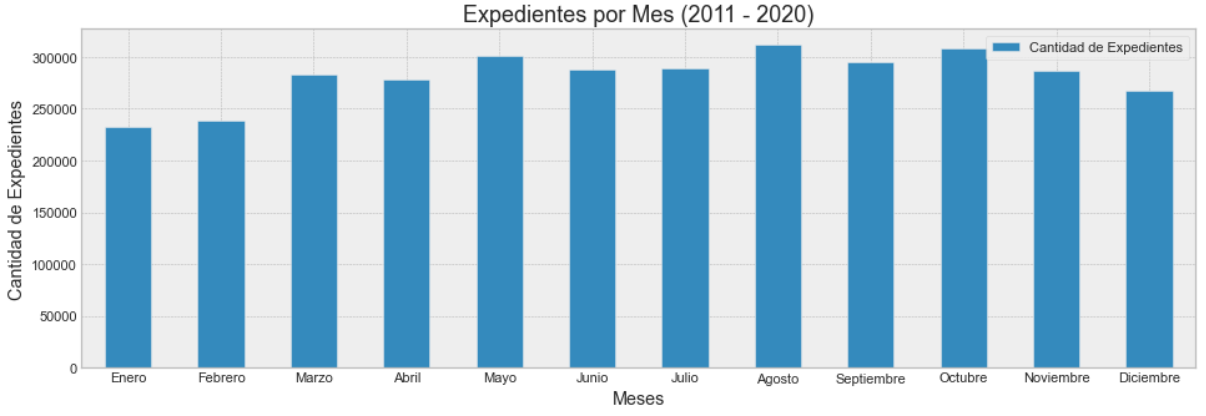 Expedientes por Mes (2011 - 2020)
Cantidad de Expedientes
300000
250000
200000
150000
100000
50000
0
Cantidad de Expedientes
Enero Febrero Marzo Abril Mayo Junio Julio Agosto Septiembre Octubre Noviembre Diciembre
Meses